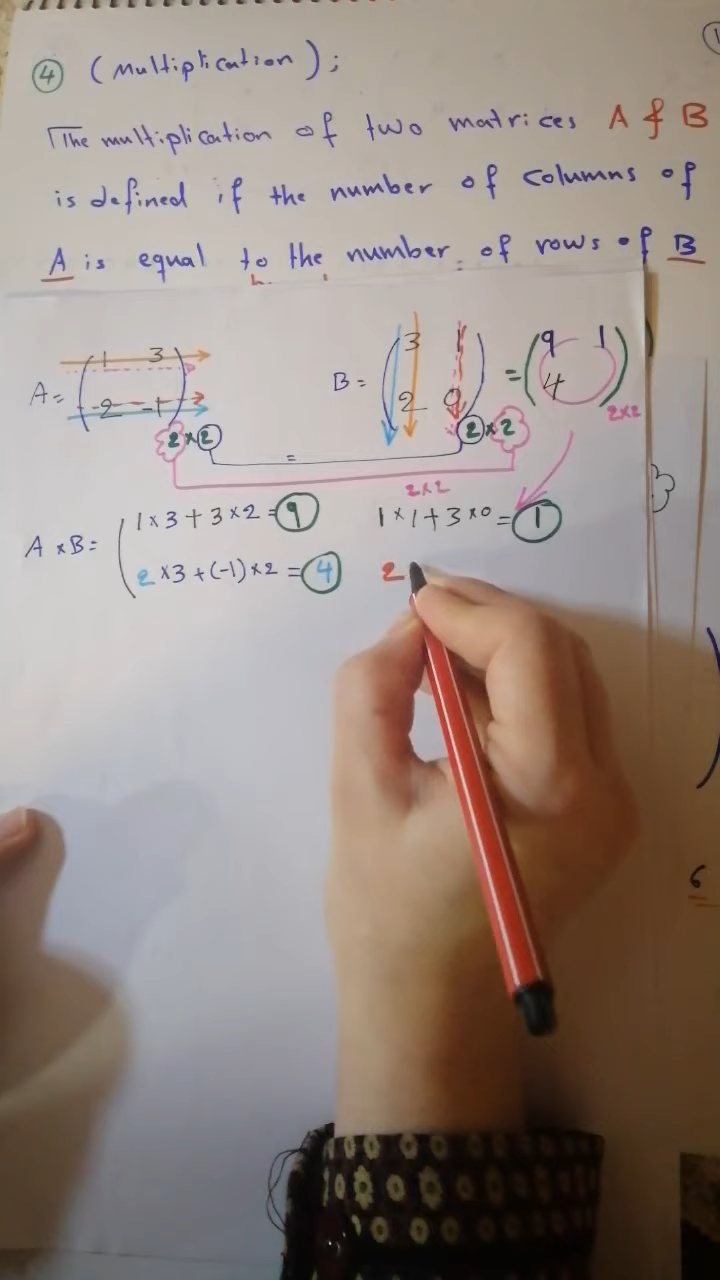 ④ (Multiplication);
The multiplication of two matrices A & B
is defined if the number of columns of
A is equal to the number of rows of B
A = ( 1 3 B = ( 3 1 ) = ( 9 1 )
2 -1 ) 2 0 4
2×2 = 2×2 2×2
2×2
A × B = ( 1×3+3×2=9 1×1+3×0=1
2×3+(-1)×2=4 2
6